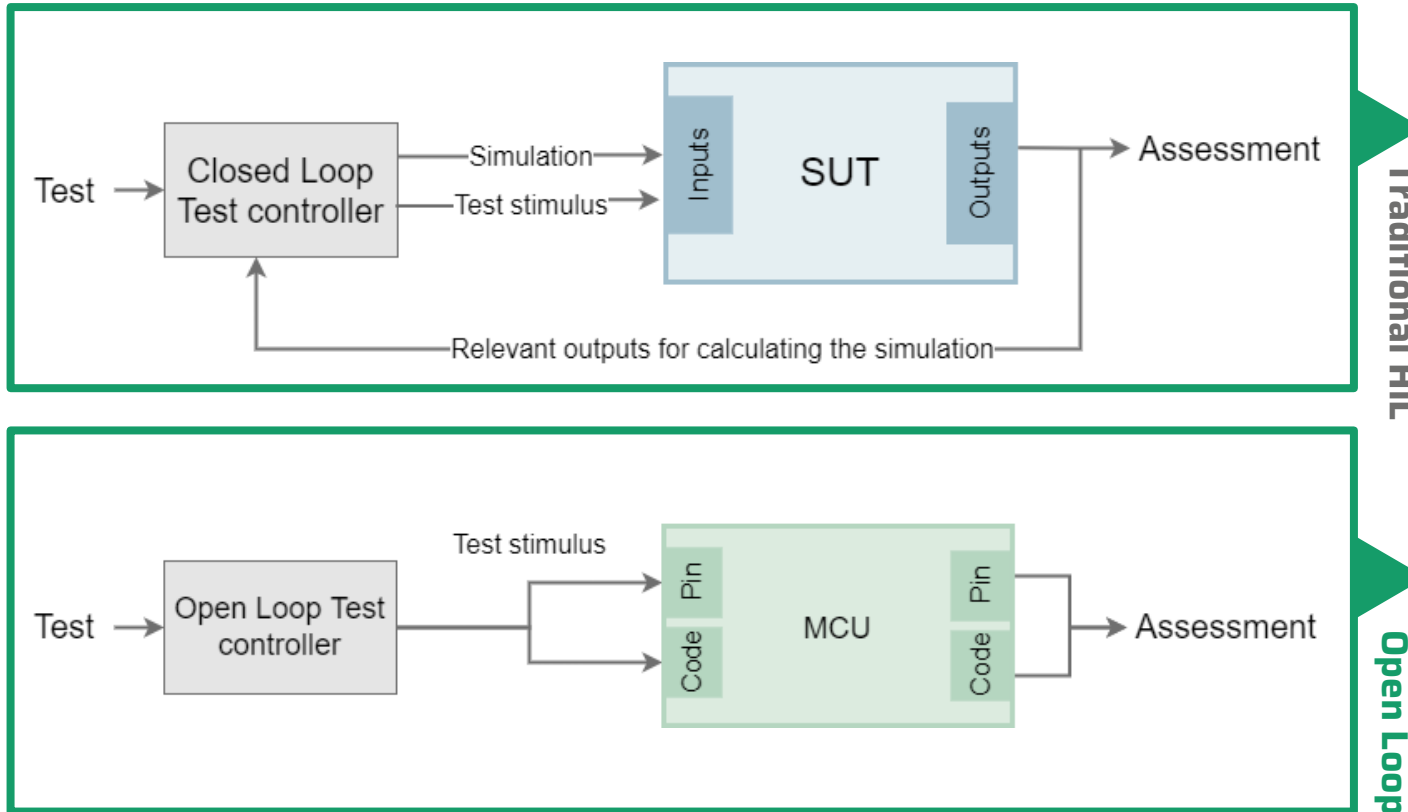 Test
Closed Loop
Test controller
Simulation
Test stimulus
Inputs
SUT
Outputs
Assessment
Relevant outputs for calculating the simulation
Traditional HIL
Test
Open Loop Test
controller
Test stimulus
Pin
Code
MCU
Pin
Code
Assessment
Open Loop